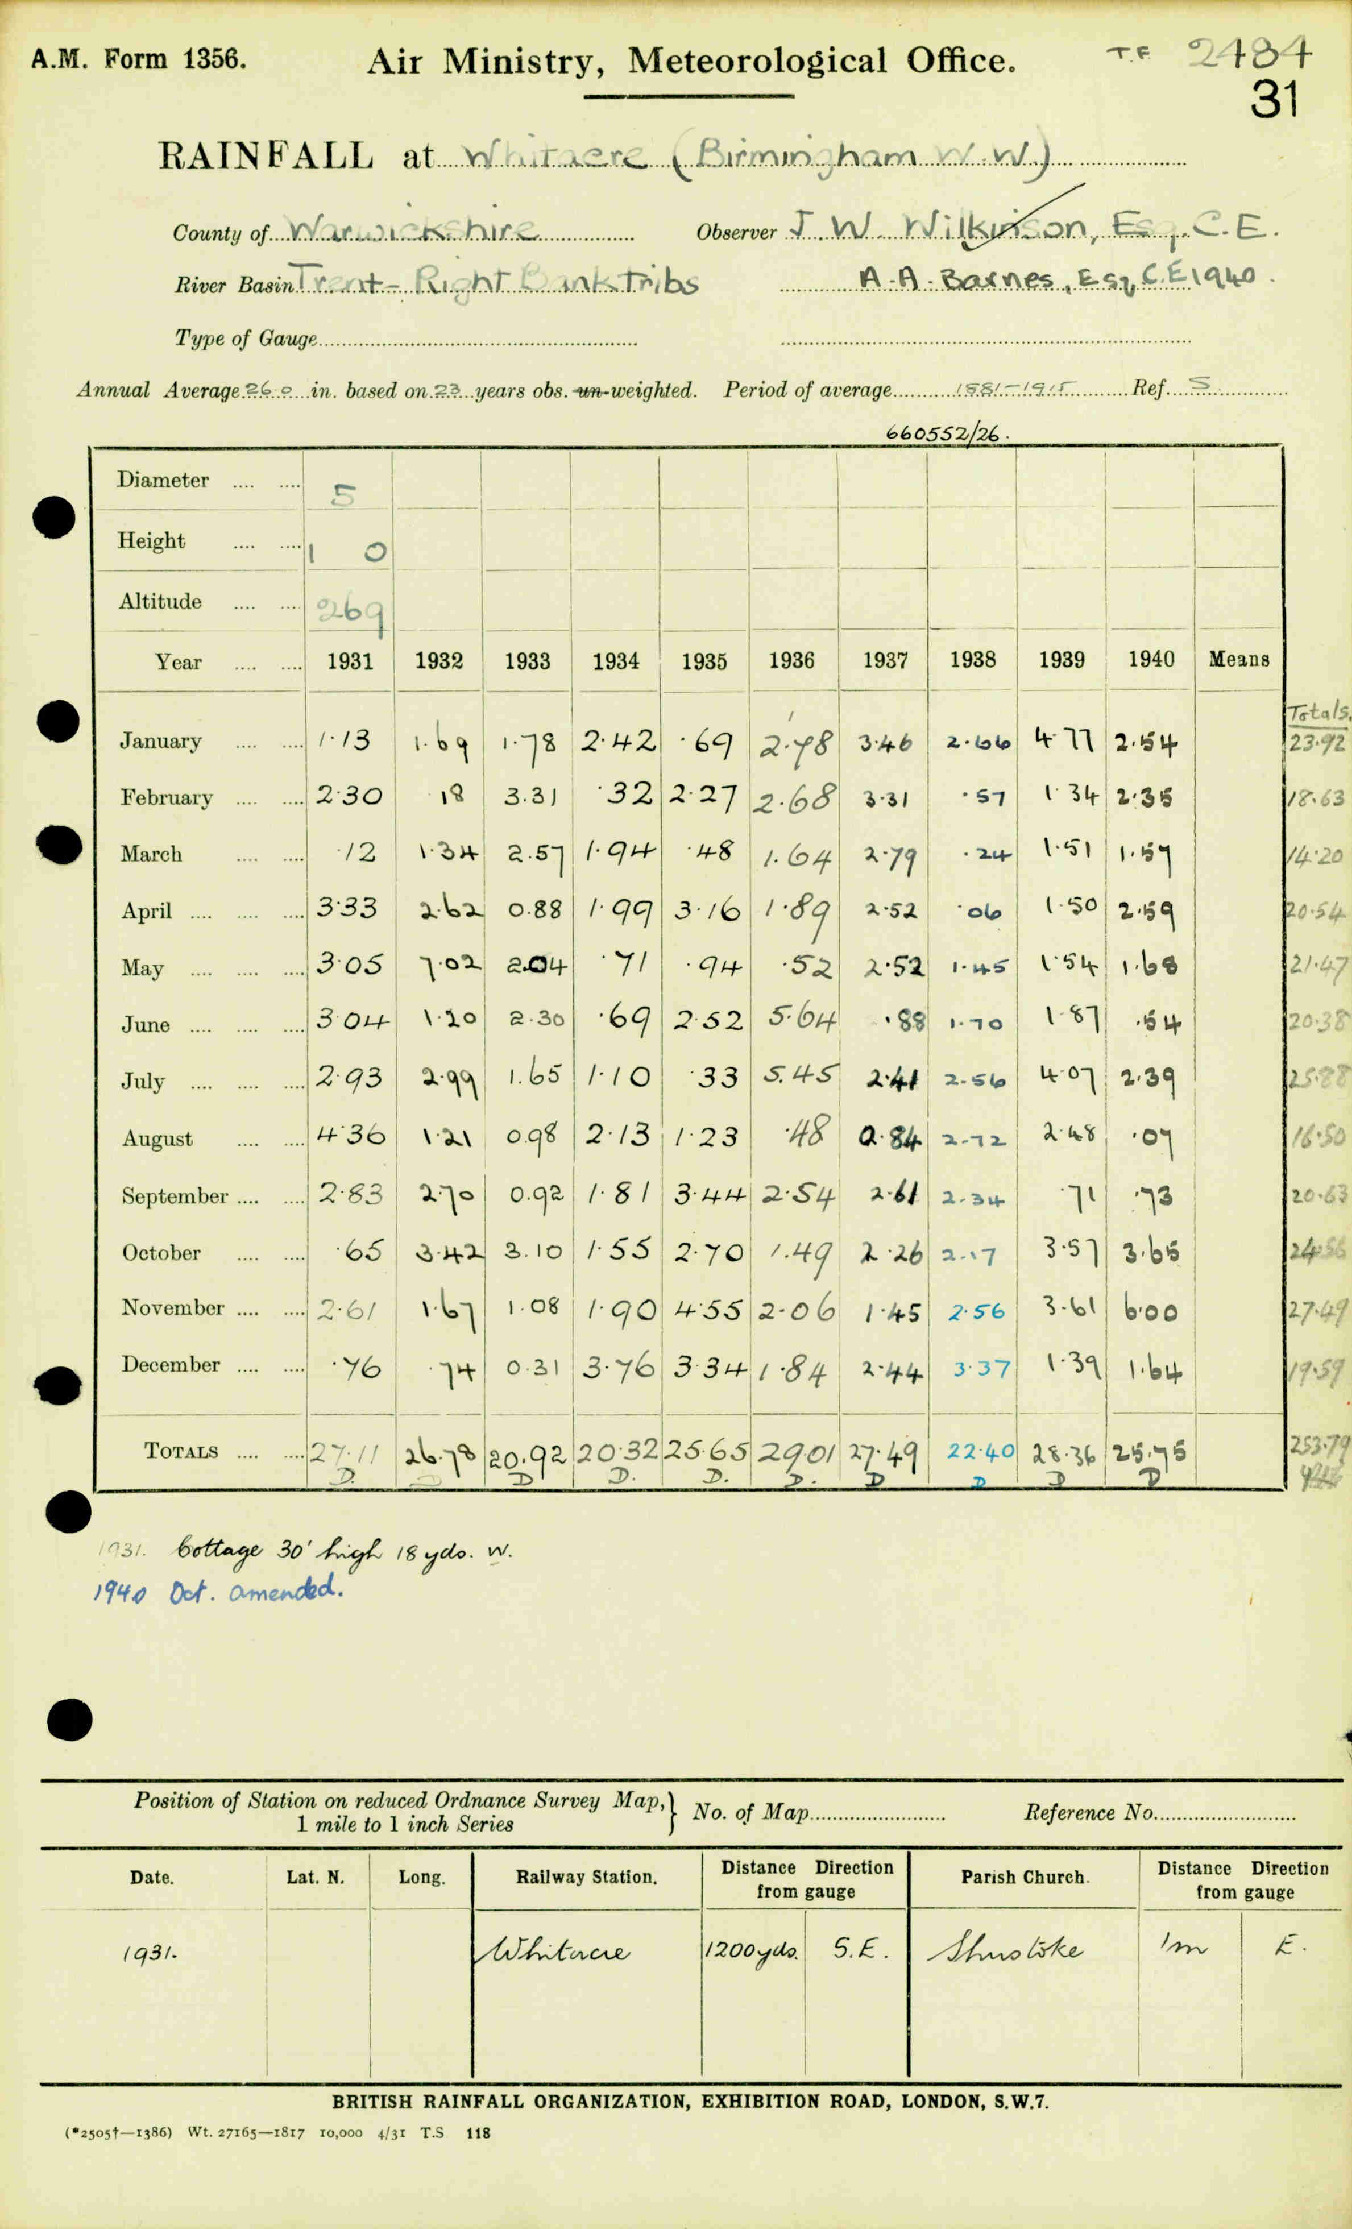 A.M. Form 1356. Air Ministry, Meteorological Office. T.F. 2484
31
RAINFALL at Whitacre (Birmingham W.W.)
County of Warwickshire Observer J. W. Wilkinson, Esq. C.E.
River Basin Trent - Right Bank Tribs A. A. Barnes, Esq C.E 1940.
Type of Gauge
Annual Average 26.0 in. based on 23 years obs. un-weighted. Period of average 1881-1915 Ref. S
660552/26.
Diameter .... .... 5
Height .... .... 1 0
Altitude .... .... 269
Year .... .... 1931 1932 1933 1934 1935 1936 1937 1938 1939 1940 Means
Totals.
January .... .... 1.13 1.69 1.78 2.42 .69 2.78 3.46 2.66 4.77 2.54 23.92
February .... .... 2.30 .18 3.31 .32 2.27 2.68 3.31 .57 1.34 2.35 18.63
March .... .... .12 1.34 2.57 1.94 .48 1.64 2.79 .24 1.51 1.57 14.20
April .... .... .... 3.33 2.62 0.88 1.99 3.16 1.89 2.52 .06 1.50 2.59 20.54
May .... .... .... 3.05 7.02 2.04 .71 .94 .52 2.52 1.45 1.54 1.68 21.47
June .... .... .... 3.04 1.20 2.30 .69 2.52 5.64 .88 1.70 1.87 .54 20.38
July .... .... .... 2.93 2.99 1.65 1.10 .33 5.45 2.41 2.56 4.07 2.39 25.88
August .... .... 4.36 1.21 0.98 2.13 1.23 .48 0.84 2.72 2.48 .07 16.50
September .... .... 2.83 2.70 0.92 1.81 3.44 2.54 2.61 2.34 .71 .73 20.63
October .... .... .65 3.42 3.10 1.55 2.70 1.49 2.26 2.17 3.57 3.65 24.56
November .... .... 2.61 1.67 1.08 1.90 4.55 2.06 1.45 2.56 3.61 6.00 27.49
December .... .... .76 .74 0.31 3.76 3.34 1.84 2.44 3.37 1.39 1.64 19.59
TOTALS .... .... 27.11 26.78 20.92 20.32 25.65 29.01 27.49 22.40 28.36 25.75 253.79
D. D D D. D. D. D D D D
1931. Cottage 30' high 18 yds. W.
1940 Oct. amended.
Position of Station on reduced Ordnance Survey Map, } No. of Map Reference No.
1 mile to 1 inch Series
Date. Lat. N. Long. Railway Station. Distance Direction from gauge Parish Church. Distance Direction from gauge
1931. Whitacre 1200 yds. S.E. Shustoke 1m E.
BRITISH RAINFALL ORGANIZATION, EXHIBITION ROAD, LONDON, S.W.7.
(*2505†—1386) Wt. 27165—1817 10,000 4/31 T.S 118